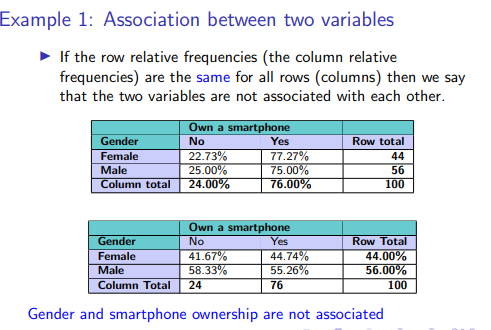 Example 1: Association between two variables
If the row relative frequencies (the column relative
frequencies) are the same for all rows (columns) then we say
that the two variables are not associated with each other.
Own a smartphone
Gender No Yes Row total
Female 22.73% 77.27% 44
Male 25.00% 75.00% 56
Column total 24.00% 76.00% 100
Own a smartphone
Gender No Yes Row Total
Female 41.67% 44.74% 44.00%
Male 58.33% 55.26% 56.00%
Column Total 24 76 100
Gender and smartphone ownership are not associated